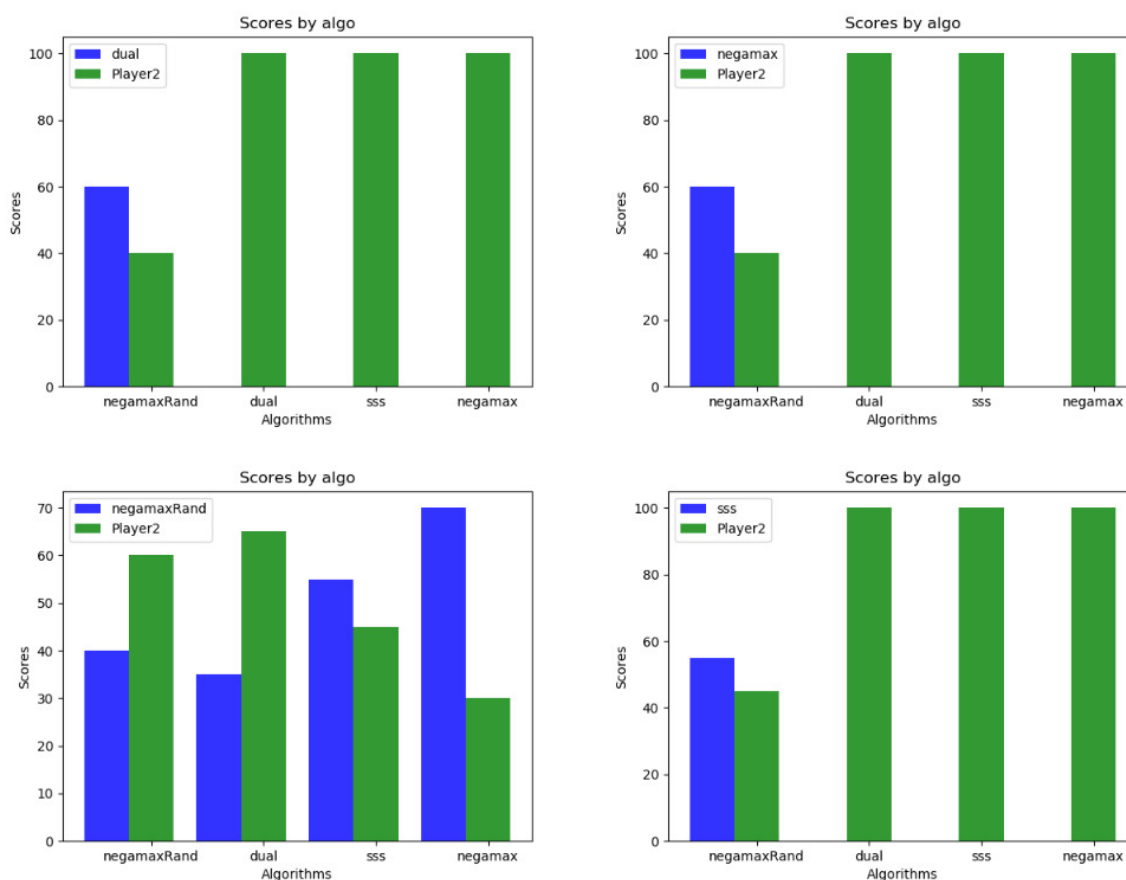 Scores by algo
dual
Player2
100
80
60
40
20
0
Scores
negamaxRand dual sss negamax
Algorithms
Scores by algo
negamax
Player2
100
80
60
40
20
0
Scores
negamaxRand dual sss negamax
Algorithms
Scores by algo
negamaxRand
Player2
70
60
50
40
30
20
10
0
Scores
negamaxRand dual sss negamax
Algorithms
Scores by algo
sss
Player2
100
80
60
40
20
0
Scores
negamaxRand dual sss negamax
Algorithms